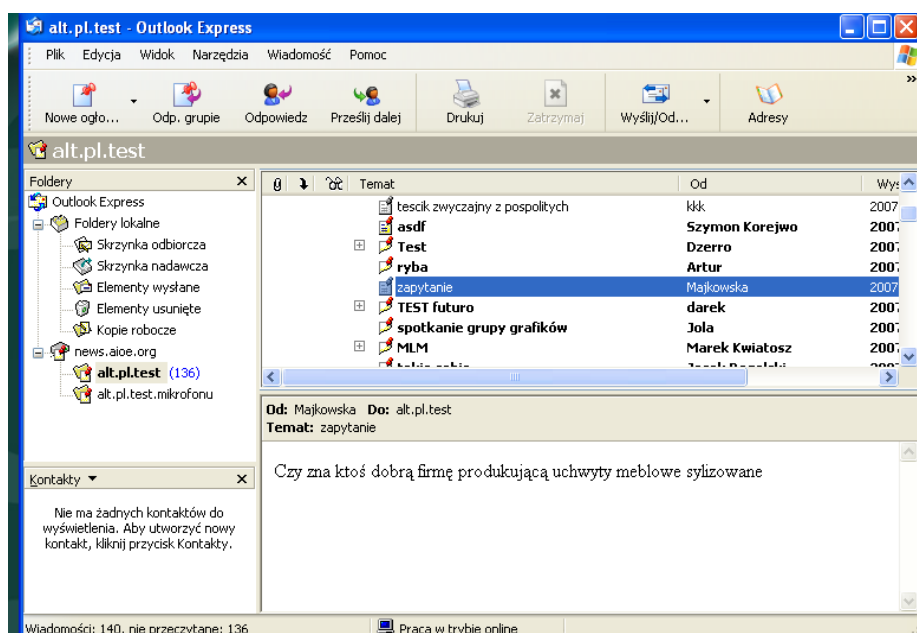 alt.pl.test - Outlook Express
Plik Edycja Widok Narzędzia Wiadomość Pomoc
Nowe ogło... Odp. grupie Odpowiedz Prześlij dalej Drukuj Zatrzymaj Wyślij/Od... Adresy
alt.pl.test
Foldery
Outlook Express
Foldery lokalne
Skrzynka odbiorcza
Skrzynka nadawcza
Elementy wysłane
Elementy usunięte
Kopie robocze
news.aioe.org
alt.pl.test (136)
alt.pl.test.mikrofonu
Kontakty
Nie ma żadnych kontaktów do
wyświetlenia. Aby utworzyć nowy
kontakt, kliknij przycisk Kontakty.
Temat Od Wys
tescik zwyczajny z pospolitych kkk 2007
asdf Szymon Korejwo 2007
Test Dzerro 2007
ryba Artur 2007
zapytanie Majkowska 2007
TEST futuro darek 2007
spotkanie grupy grafików Jola 2007
MLM Marek Kwiatosz 2007
Od: Majkowska Do: alt.pl.test
Temat: zapytanie
Czy zna ktoś dobrą firmę produkującą uchwyty meblowe sylizowane
Wiadomości: 140, nie przeczytane: 136 Praca w trybie online